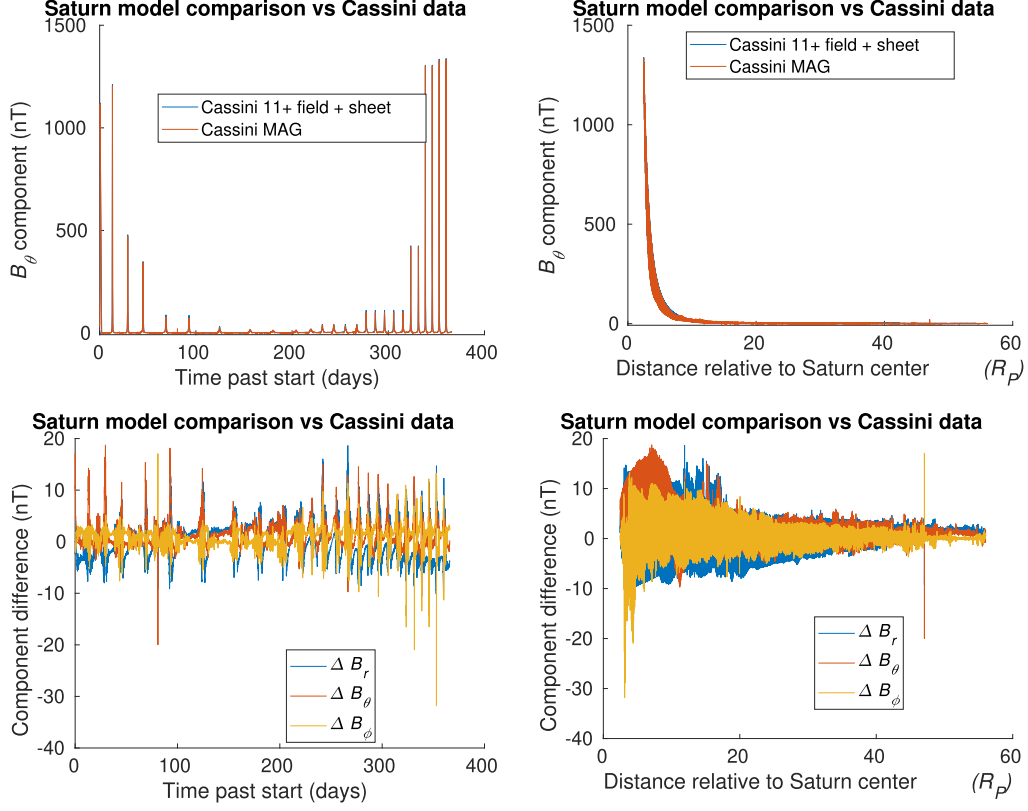 Saturn model comparison vs Cassini data
1500
1000
500
0
B_θ component (nT)
Cassini 11+ field + sheet
Cassini MAG
0 100 200 300 400
Time past start (days)
Saturn model comparison vs Cassini data
1500
1000
500
0
B_θ component (nT)
Cassini 11+ field + sheet
Cassini MAG
0 20 40 60
Distance relative to Saturn center (R_P)
Saturn model comparison vs Cassini data
20
10
0
-10
-20
-30
-40
Component difference (nT)
Δ B_r
Δ B_θ
Δ B_ϕ
0 100 200 300 400
Time past start (days)
Saturn model comparison vs Cassini data
20
10
0
-10
-20
-30
-40
Component difference (nT)
Δ B_r
Δ B_θ
Δ B_ϕ
0 20 40 60
Distance relative to Saturn center (R_P)